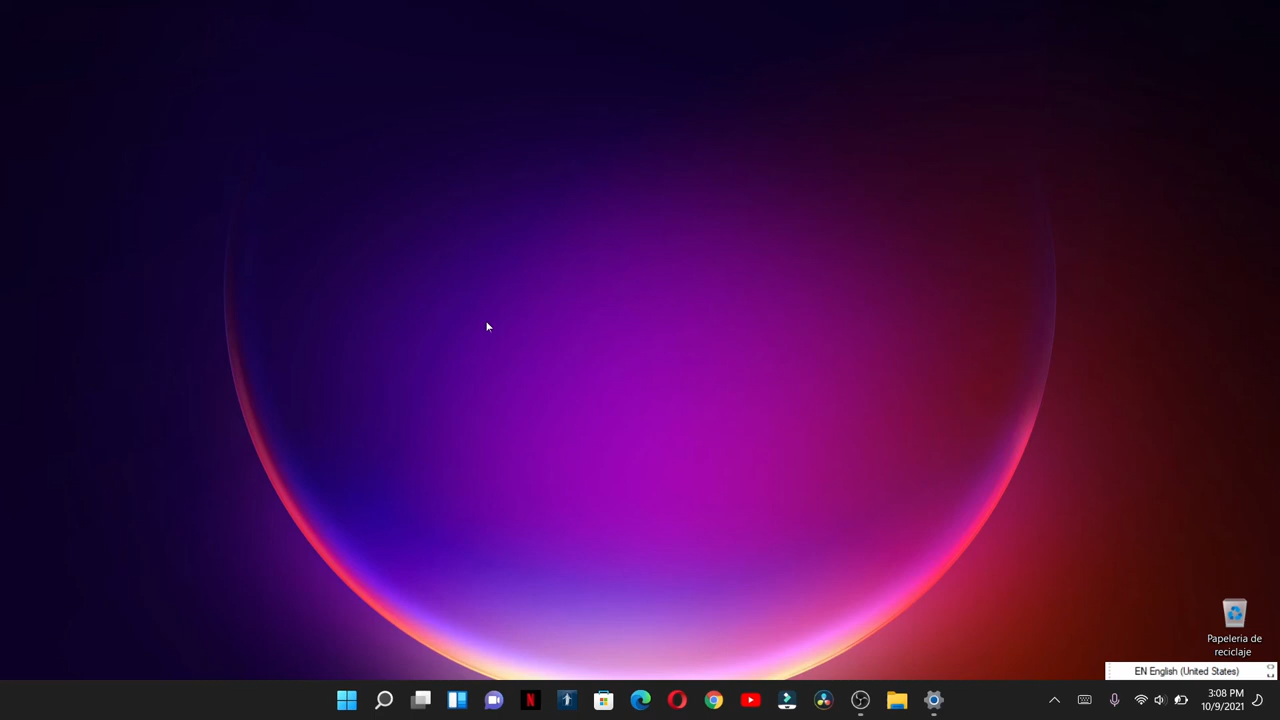 Papeleria de
reciclaje
EN English (United States)
3:08 PM
10/9/2021